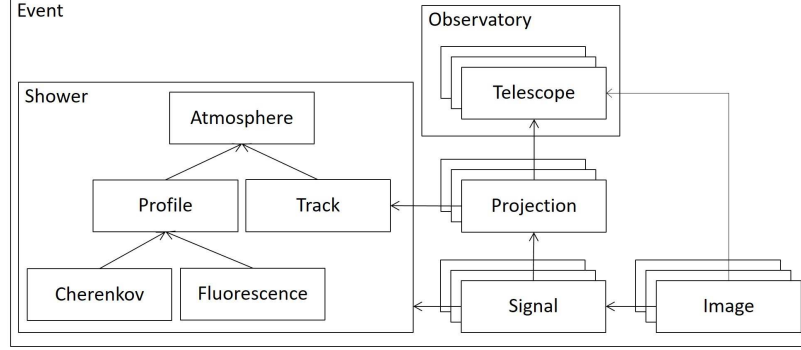 Event
Observatory
Telescope
Shower
Atmosphere
Profile
Track
Projection
Cherenkov
Fluorescence
Signal
Image